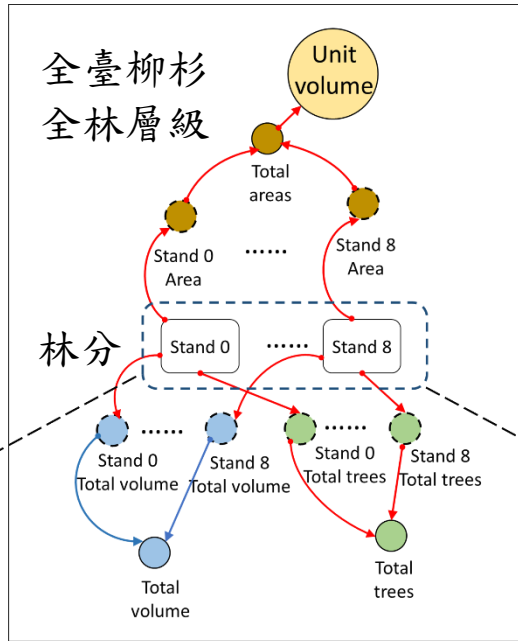 全臺柳杉
全林層級
Unit
volume
Total
areas
Stand 0
Area
······
Stand 8
Area
林分
Stand 0
······
Stand 8
······
······
Stand 0
Total volume
Stand 8
Total volume
Stand 0
Total trees
Stand 8
Total trees
Total
volume
Total
trees